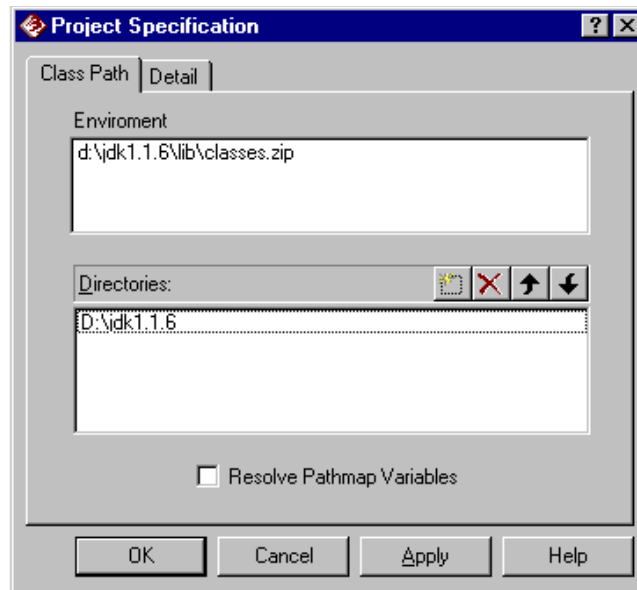 Project Specification
Class Path
Detail
Enviroment
d:\jdk1.1.6\lib\classes.zip
Directories:
D:\jdk1.1.6
Resolve Pathmap Variables
OK
Cancel
Apply
Help